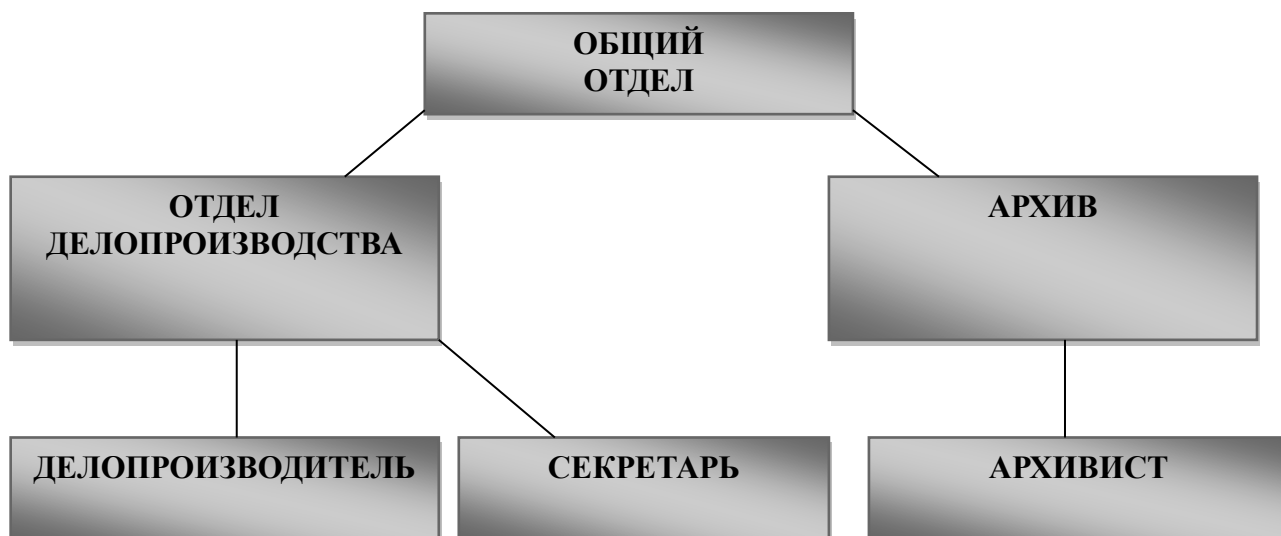 ОБЩИЙ
ОТДЕЛ
ОТДЕЛ
ДЕЛОПРОИЗВОДСТВА
АРХИВ
ДЕЛОПРОИЗВОДИТЕЛЬ
СЕКРЕТАРЬ
АРХИВИСТ